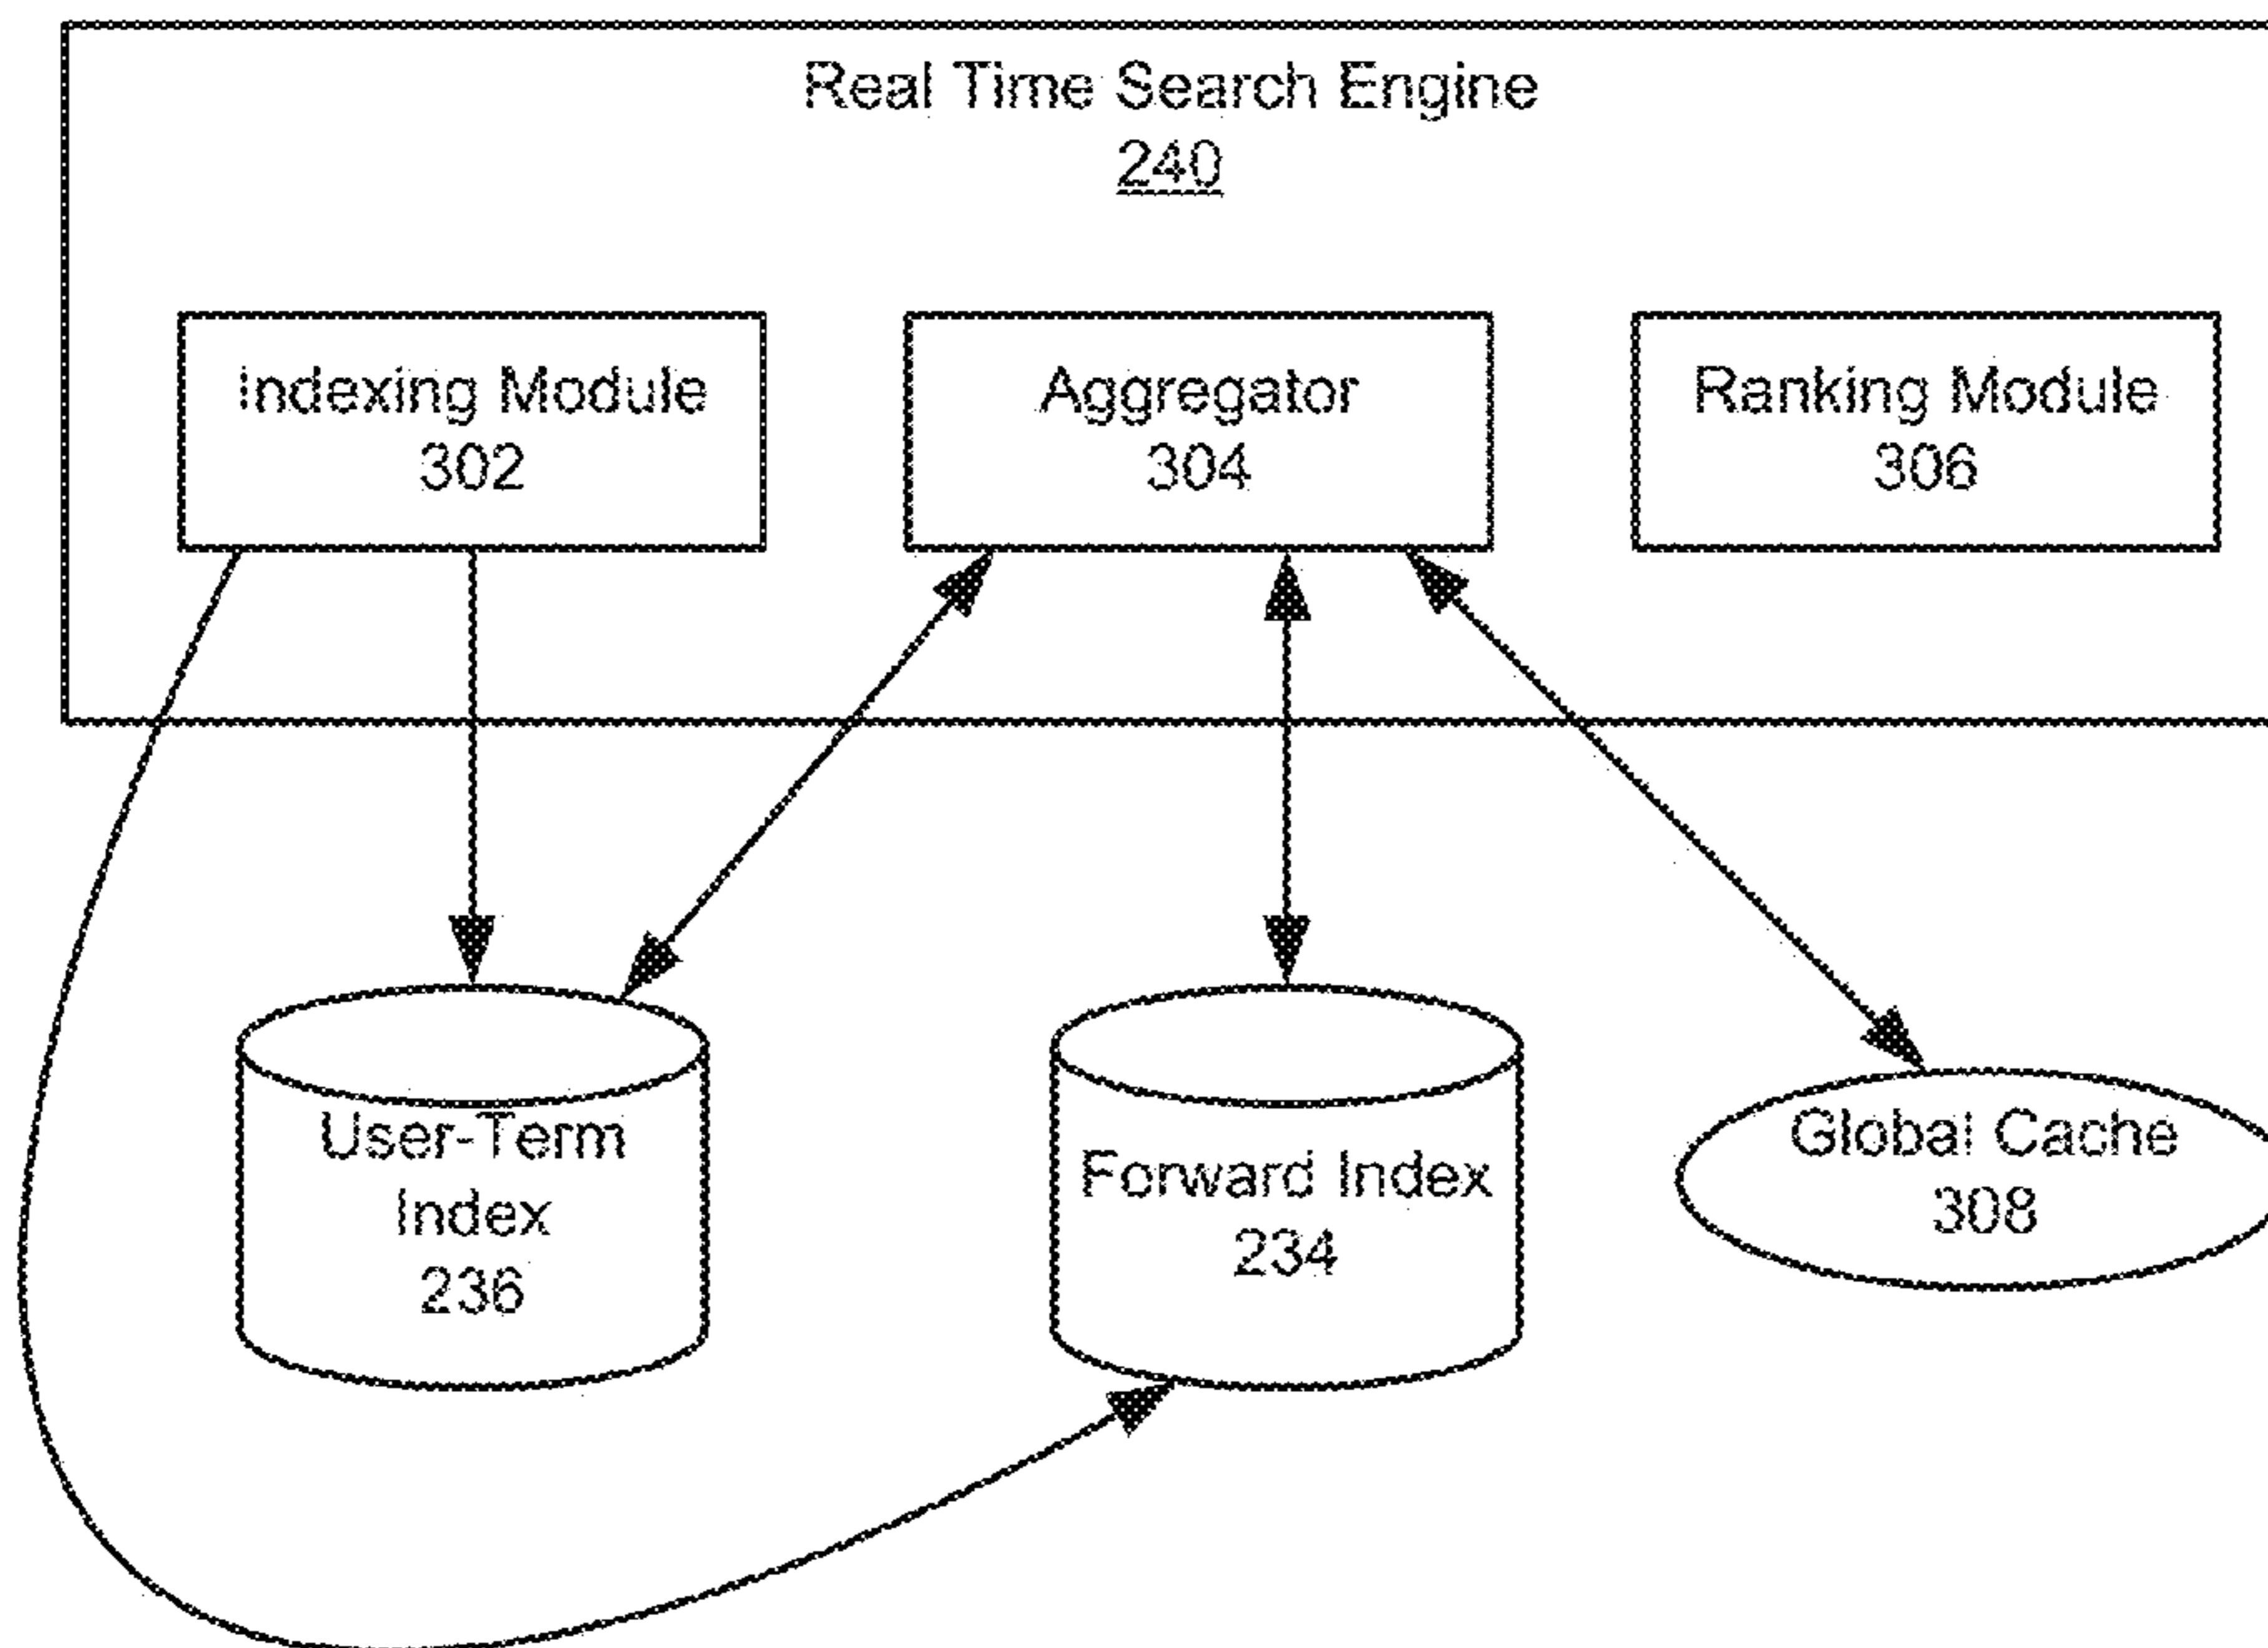 Real Time Search Engine
240
Indexing Module
302
Aggregator
304
Ranking Module
306
User-Term
Index
236
Forward Index
234
Global Cache
308